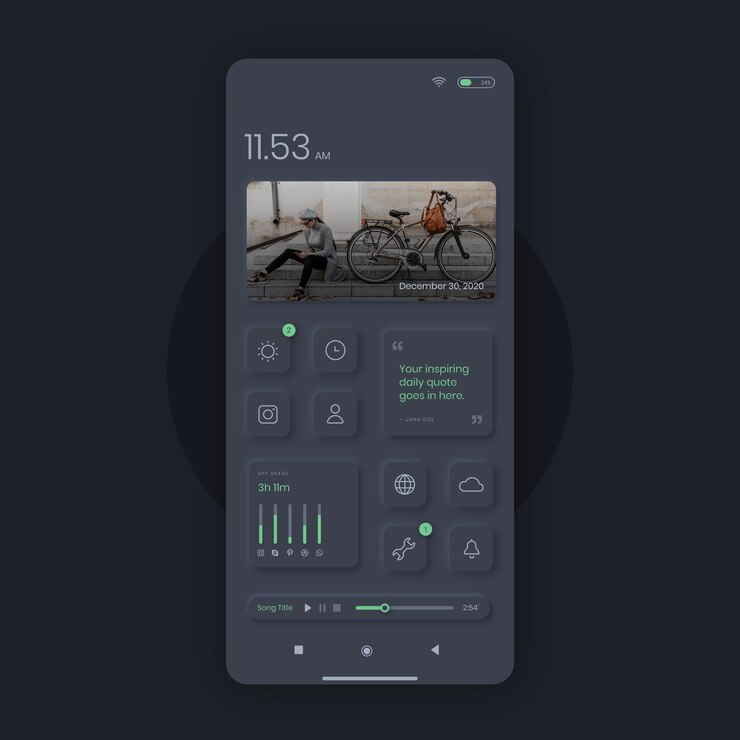 24%
11.53 AM
December 30, 2020
2
“
Your inspiring
daily quote
goes in here.
— JOHN DOE
”
APP USAGE
3h 11m
1
Song Title
2:54'